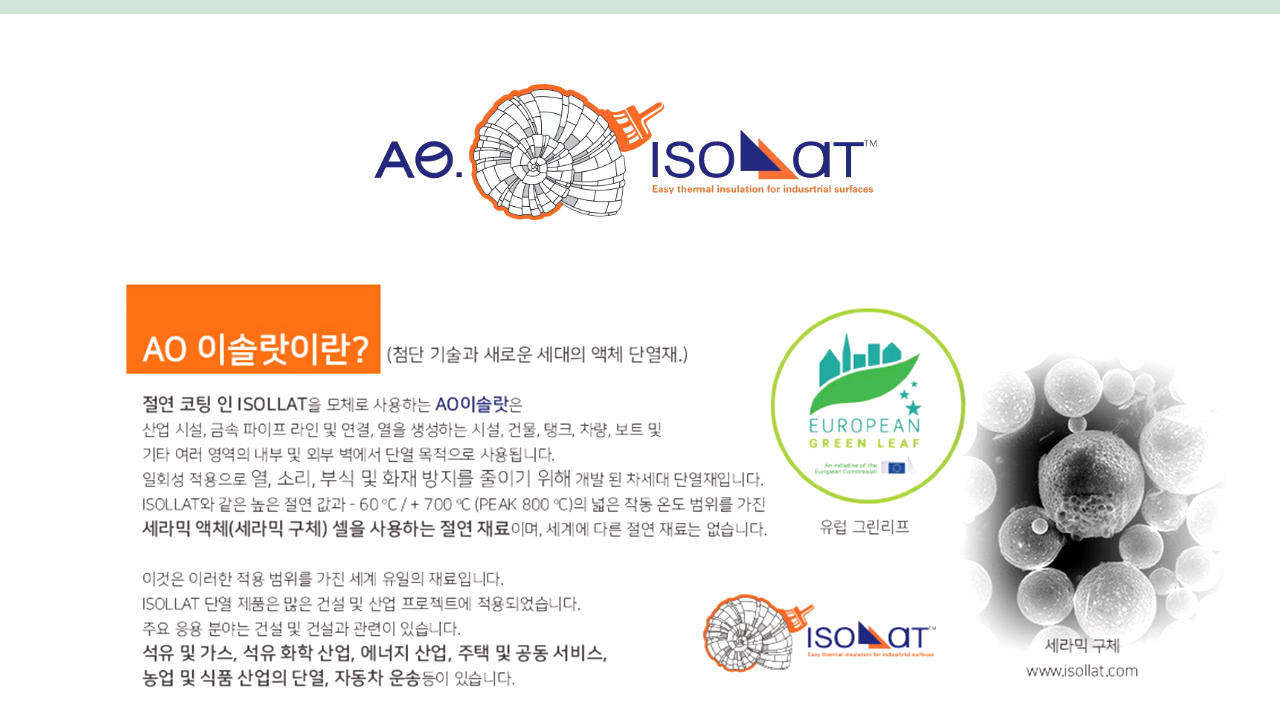 AO. ISOLLAT™
Easy thermal insulation for indusrtrial surfaces
AO 이솔랏이란? (첨단 기술과 새로운 세대의 액체 단열재.)
절연 코팅 인 ISOLLAT을 모체로 사용하는 AO이솔랏은
산업 시설, 금속 파이프 라인 및 연결, 열을 생성하는 시설, 건물, 탱크, 차량, 보트 및
기타 여러 영역의 내부 및 외부 벽에서 단열 목적으로 사용됩니다.
일회성 적용으로 열, 소리, 부식 및 화재 방지를 줄이기 위해 개발 된 차세대 단열재입니다.
ISOLLAT와 같은 높은 절연 값과 - 60 ℃ / + 700 ℃ (PEAK 800 ℃)의 넓은 작동 온도 범위를 가진
세라믹 액체(세라믹 구체) 셀을 사용하는 절연 재료이며, 세계에 다른 절연 재료는 없습니다.
이것은 이러한 적용 범위를 가진 세계 유일의 재료입니다.
ISOLLAT 단열 제품은 많은 건설 및 산업 프로젝트에 적용되었습니다.
주요 응용 분야는 건설 및 건설과 관련이 있습니다.
석유 및 가스, 석유 화학 산업, 에너지 산업, 주택 및 공동 서비스,
농업 및 식품 산업의 단열, 자동차 운송등이 있습니다.
EUROPEAN
GREEN LEAF
An initiative of the
European Commission
유럽 그린리프
ISOLLAT™
Easy thermal insulation for indusrtrial surfaces
세라믹 구체
www.isollat.com